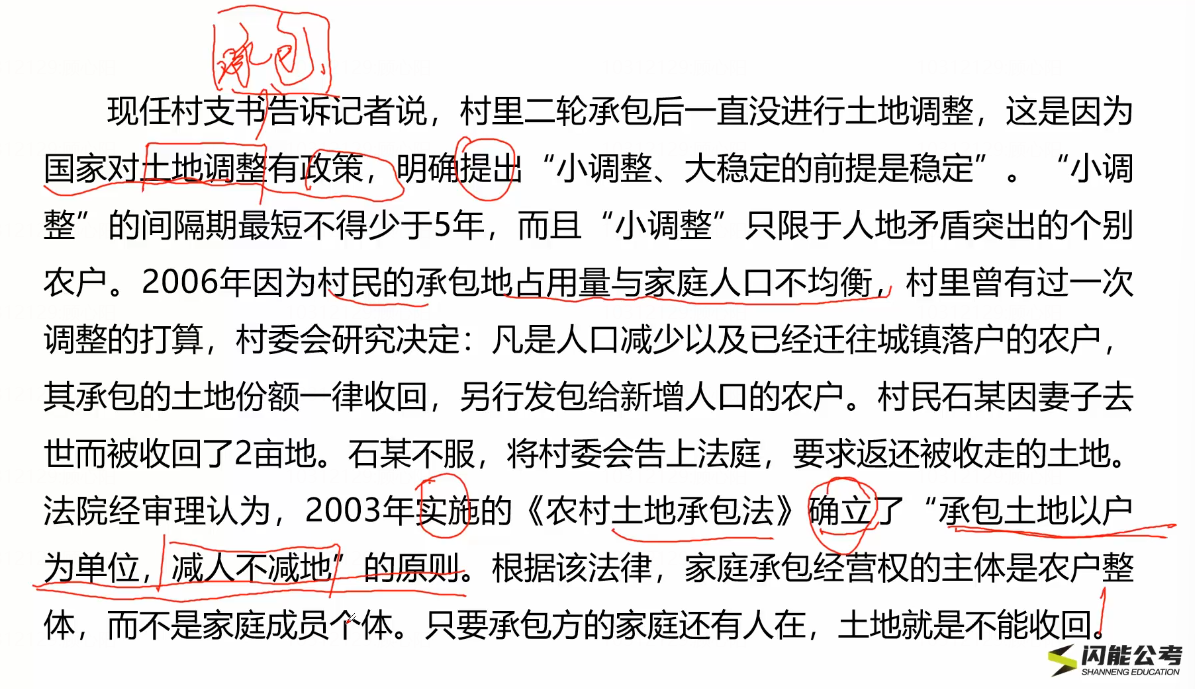 承包
现任村支书告诉记者说，村里二轮承包后一直没进行土地调整，这是因为
国家对土地调整有政策，明确提出“小调整、大稳定的前提是稳定”。“小调
整”的间隔期最短不得少于5年，而且“小调整”只限于人地矛盾突出的个别
农户。2006年因为村民的承包地占用量与家庭人口不均衡，村里曾有过一次
调整的打算，村委会研究决定：凡是人口减少以及已经迁往城镇落户的农户，
其承包的土地份额一律收回，另行发包给新增人口的农户。村民石某因妻子去
世而被收回了2亩地。石某不服，将村委会告上法庭，要求返还被收走的土地。
法院经审理认为，2003年实施的《农村土地承包法》确立了“承包土地以户
为单位，减人不减地”的原则。根据该法律，家庭承包经营权的主体是农户整
体，而不是家庭成员个体。只要承包方的家庭还有人在，土地就是不能收回。
闪能公考
SHANNENG EDUCATION